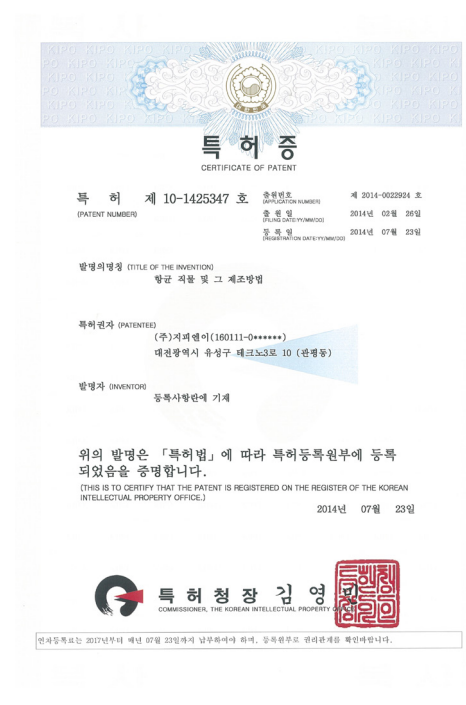 특허증
CERTIFICATE OF PATENT
특 허 제 10-1425347 호
(PATENT NUMBER)
출원번호 제 2014-0022924 호
(APPLICATION NUMBER)
출 원 일 2014년 02월 26일
(FILING DATE:YY/MM/DD)
등 록 일 2014년 07월 23일
(REGISTRATION DATE:YY/MM/DD)
발명의명칭 (TITLE OF THE INVENTION)
항균 직물 및 그 제조방법
특허권자 (PATENTEE)
(주)지피엔이(160111-0******)
대전광역시 유성구 테크노3로 10 (관평동)
발명자 (INVENTOR)
등록사항란에 기재
위의 발명은 「특허법」에 따라 특허등록원부에 등록
되었음을 증명합니다.
(THIS IS TO CERTIFY THAT THE PATENT IS REGISTERED ON THE REGISTER OF THE KOREAN
INTELLECTUAL PROPERTY OFFICE.)
2014년 07월 23일
특허청장 김영민
COMMISSIONER, THE KOREAN INTELLECTUAL PROPERTY OFFICE
연차등록료는 2017년부터 매년 07월 23일까지 납부하여야 하며, 등록원부로 권리관계를 확인바랍니다.